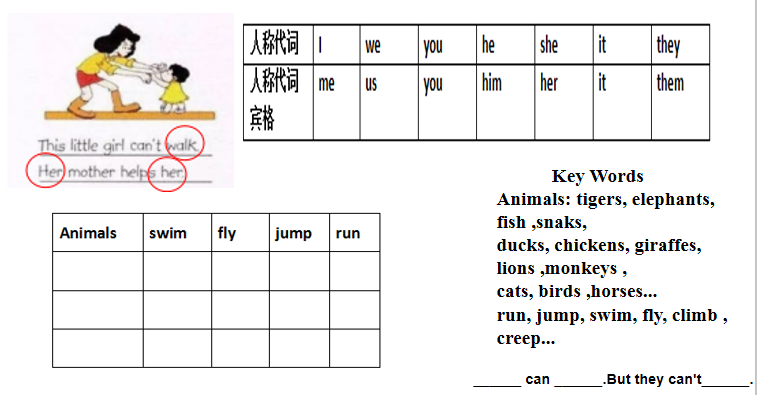 This little girl can't walk.
Her mother helps her.
人称代词 I we you he she it they
人称代词宾格 me us you him her it them
Animals swim fly jump run
Key Words
Animals: tigers, elephants,
fish ,snaks,
ducks, chickens, giraffes,
lions ,monkeys ,
cats, birds ,horses...
run, jump, swim, fly, climb ,
creep...
______ can ______.But they can't______.